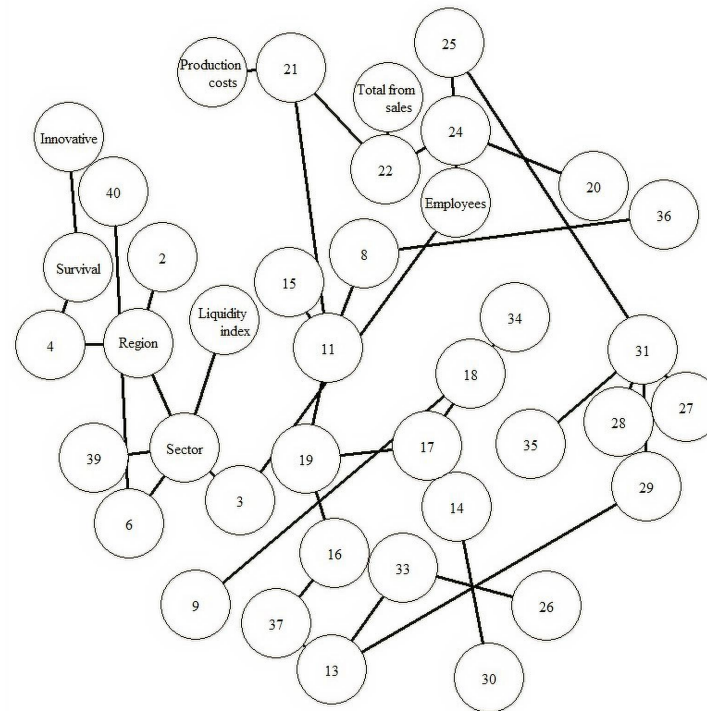 25
Production
costs
21
Total from
sales
24
Innovative
22
40
20
Employees
36
2
8
Survival
15
Liquidity
index
34
4
Region
11
31
18
27
28
35
39
Sector
19
17
29
3
14
6
16
33
9
26
37
13
30